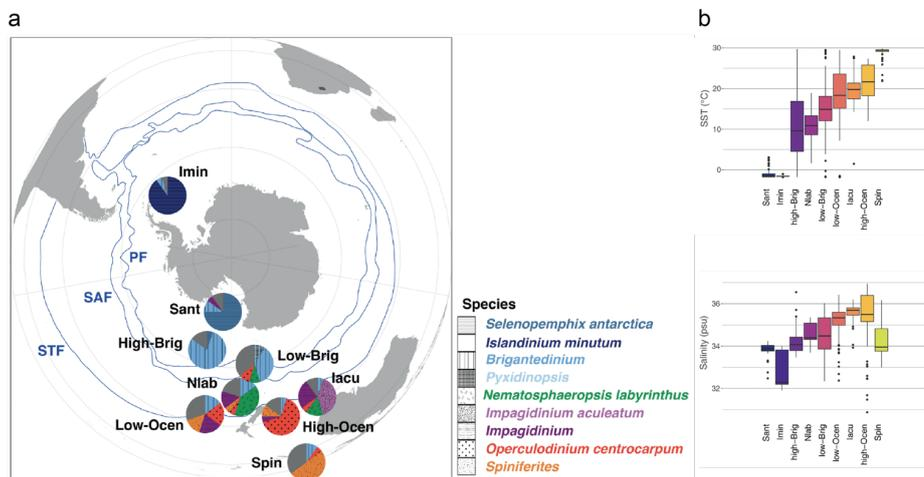 a
b
Imin
PF
SAF
STF
Sant
High-Brig
Low-Brig
Nlab
Iacu
Low-Ocen
High-Ocen
Spin
Species
Selenopemphix antarctica
Islandinium minutum
Brigantedinium
Pyxidinopsis
Nematosphaeropsis labyrinthus
Impagidinium aculeatum
Impagidinium
Operculodinium centrocarpum
Spiniferites
SST (°C)
30
20
10
0
Sant
Imin
high-Brig
Nlab
low-Brig
low-Ocen
Iacu
high-Ocen
Spin
Salinity (psu)
36
34
32
Sant
Imin
high-Brig
Nlab
low-Brig
low-Ocen
Iacu
high-Ocen
Spin